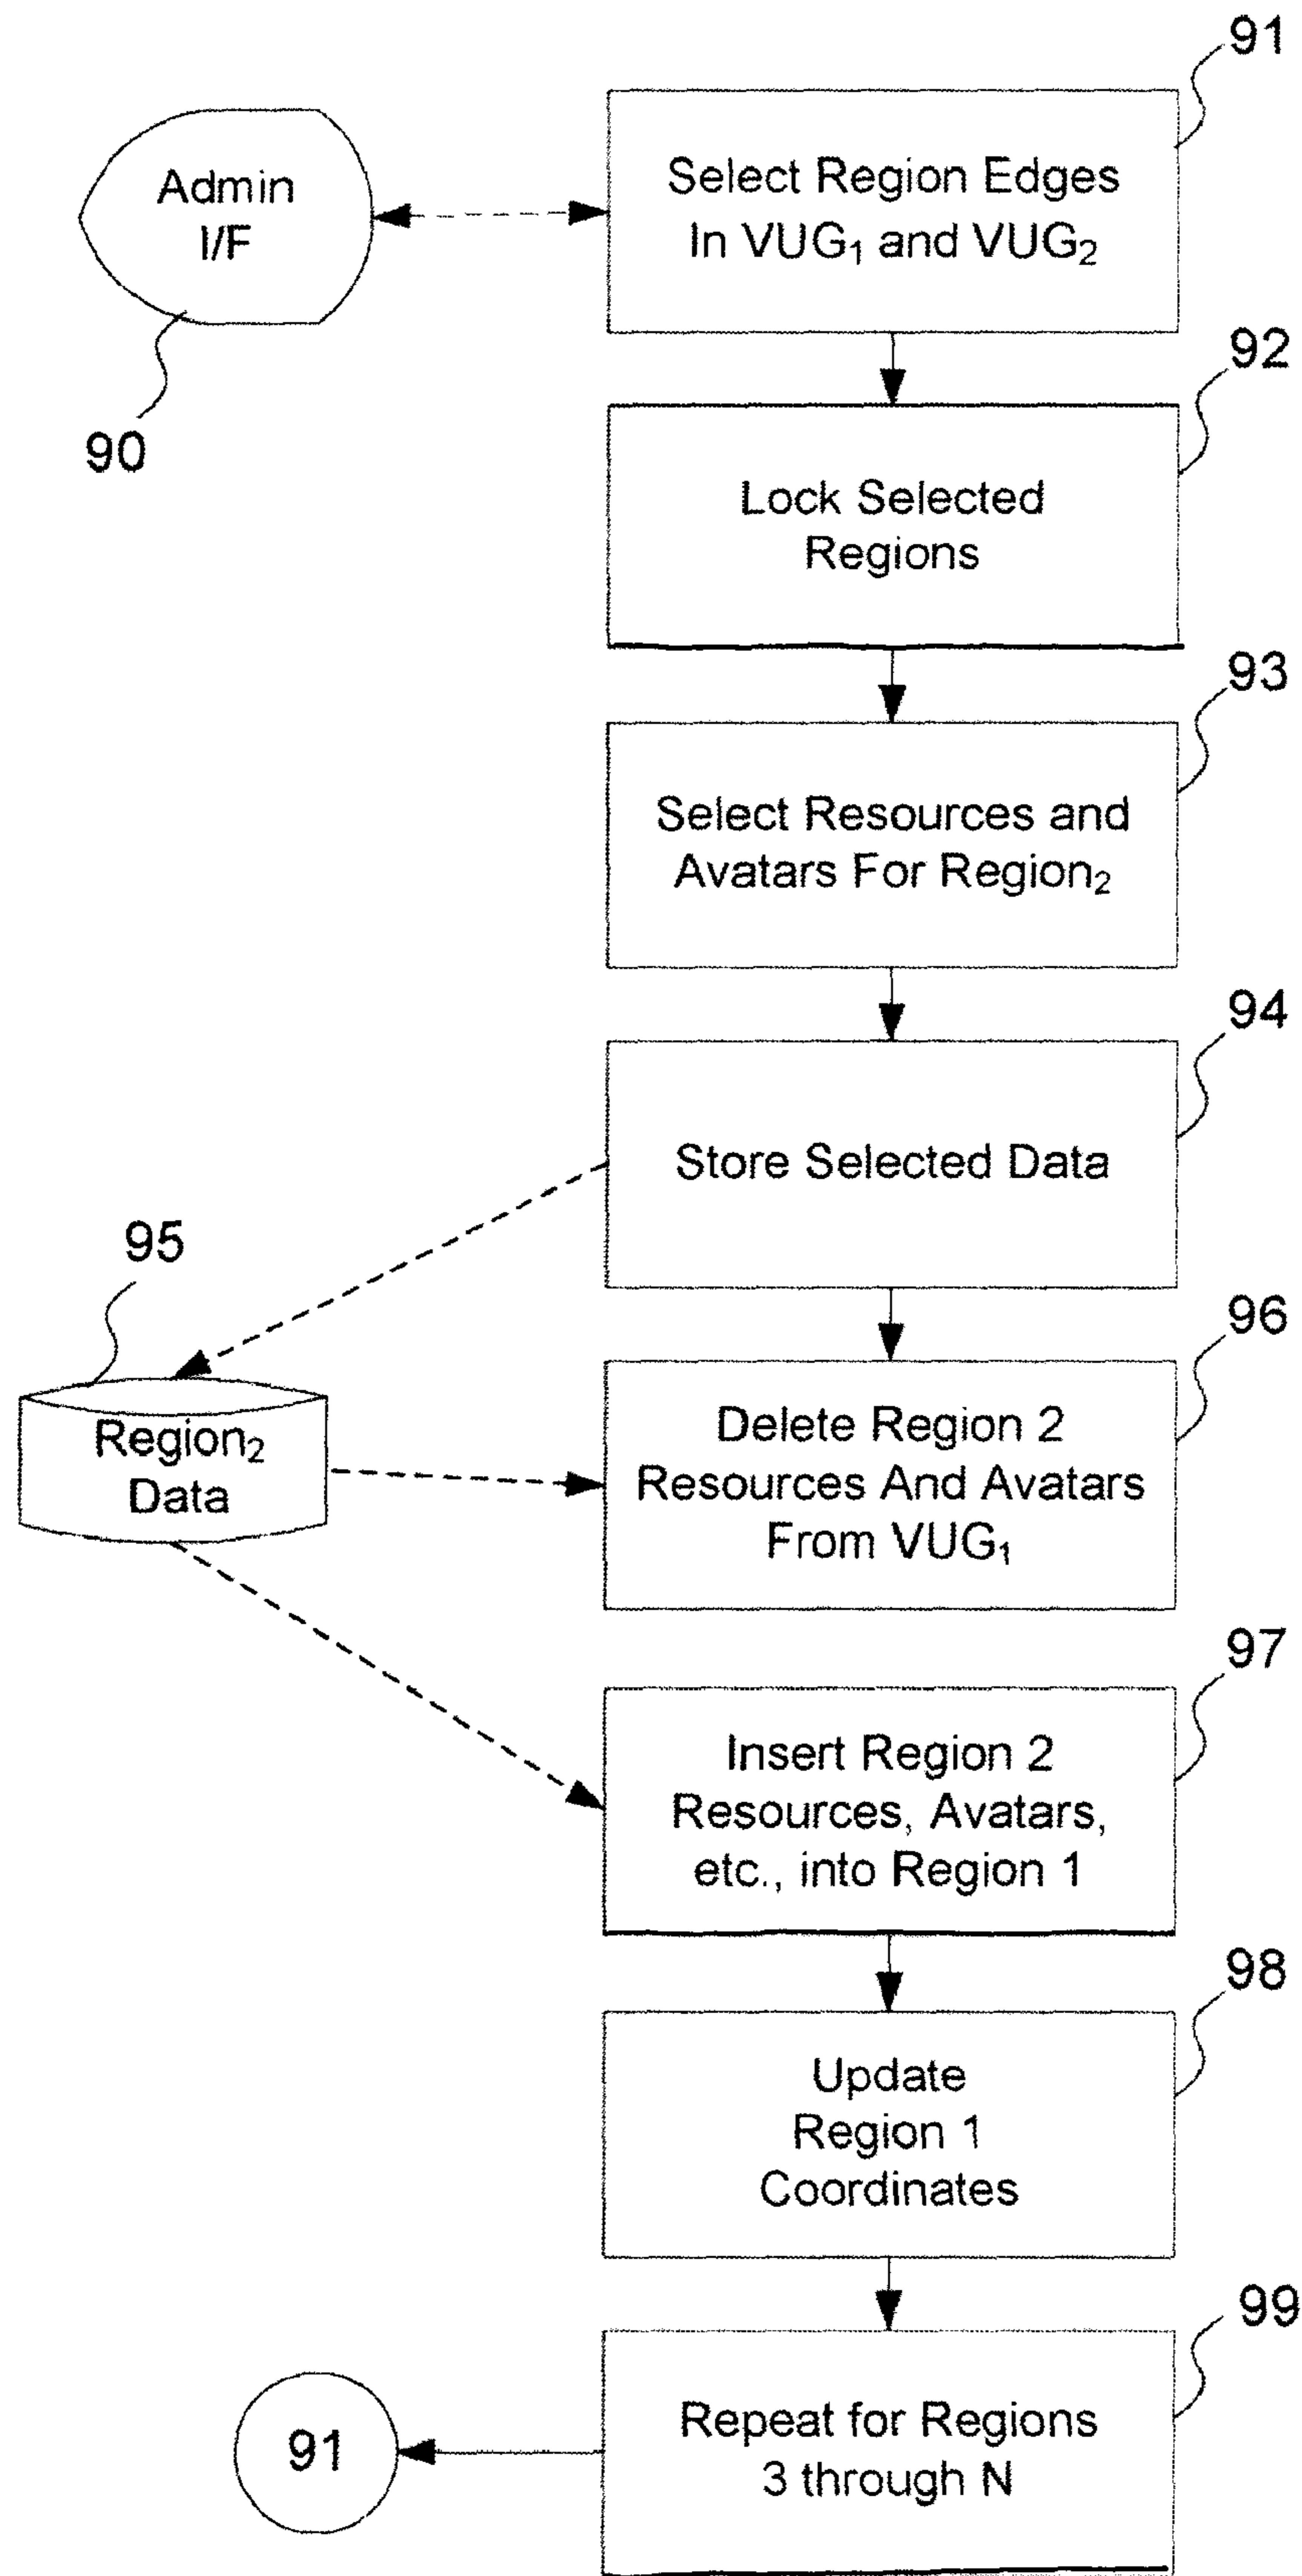 91
Admin
I/F
Select Region Edges
In VUG₁ and VUG₂
90
92
Lock Selected
Regions
93
Select Resources and
Avatars For Region₂
94
Store Selected Data
95
Region₂
Data
96
Delete Region 2
Resources And Avatars
From VUG₁
97
Insert Region 2
Resources, Avatars,
etc., into Region 1
98
Update
Region 1
Coordinates
99
Repeat for Regions
3 through N
91